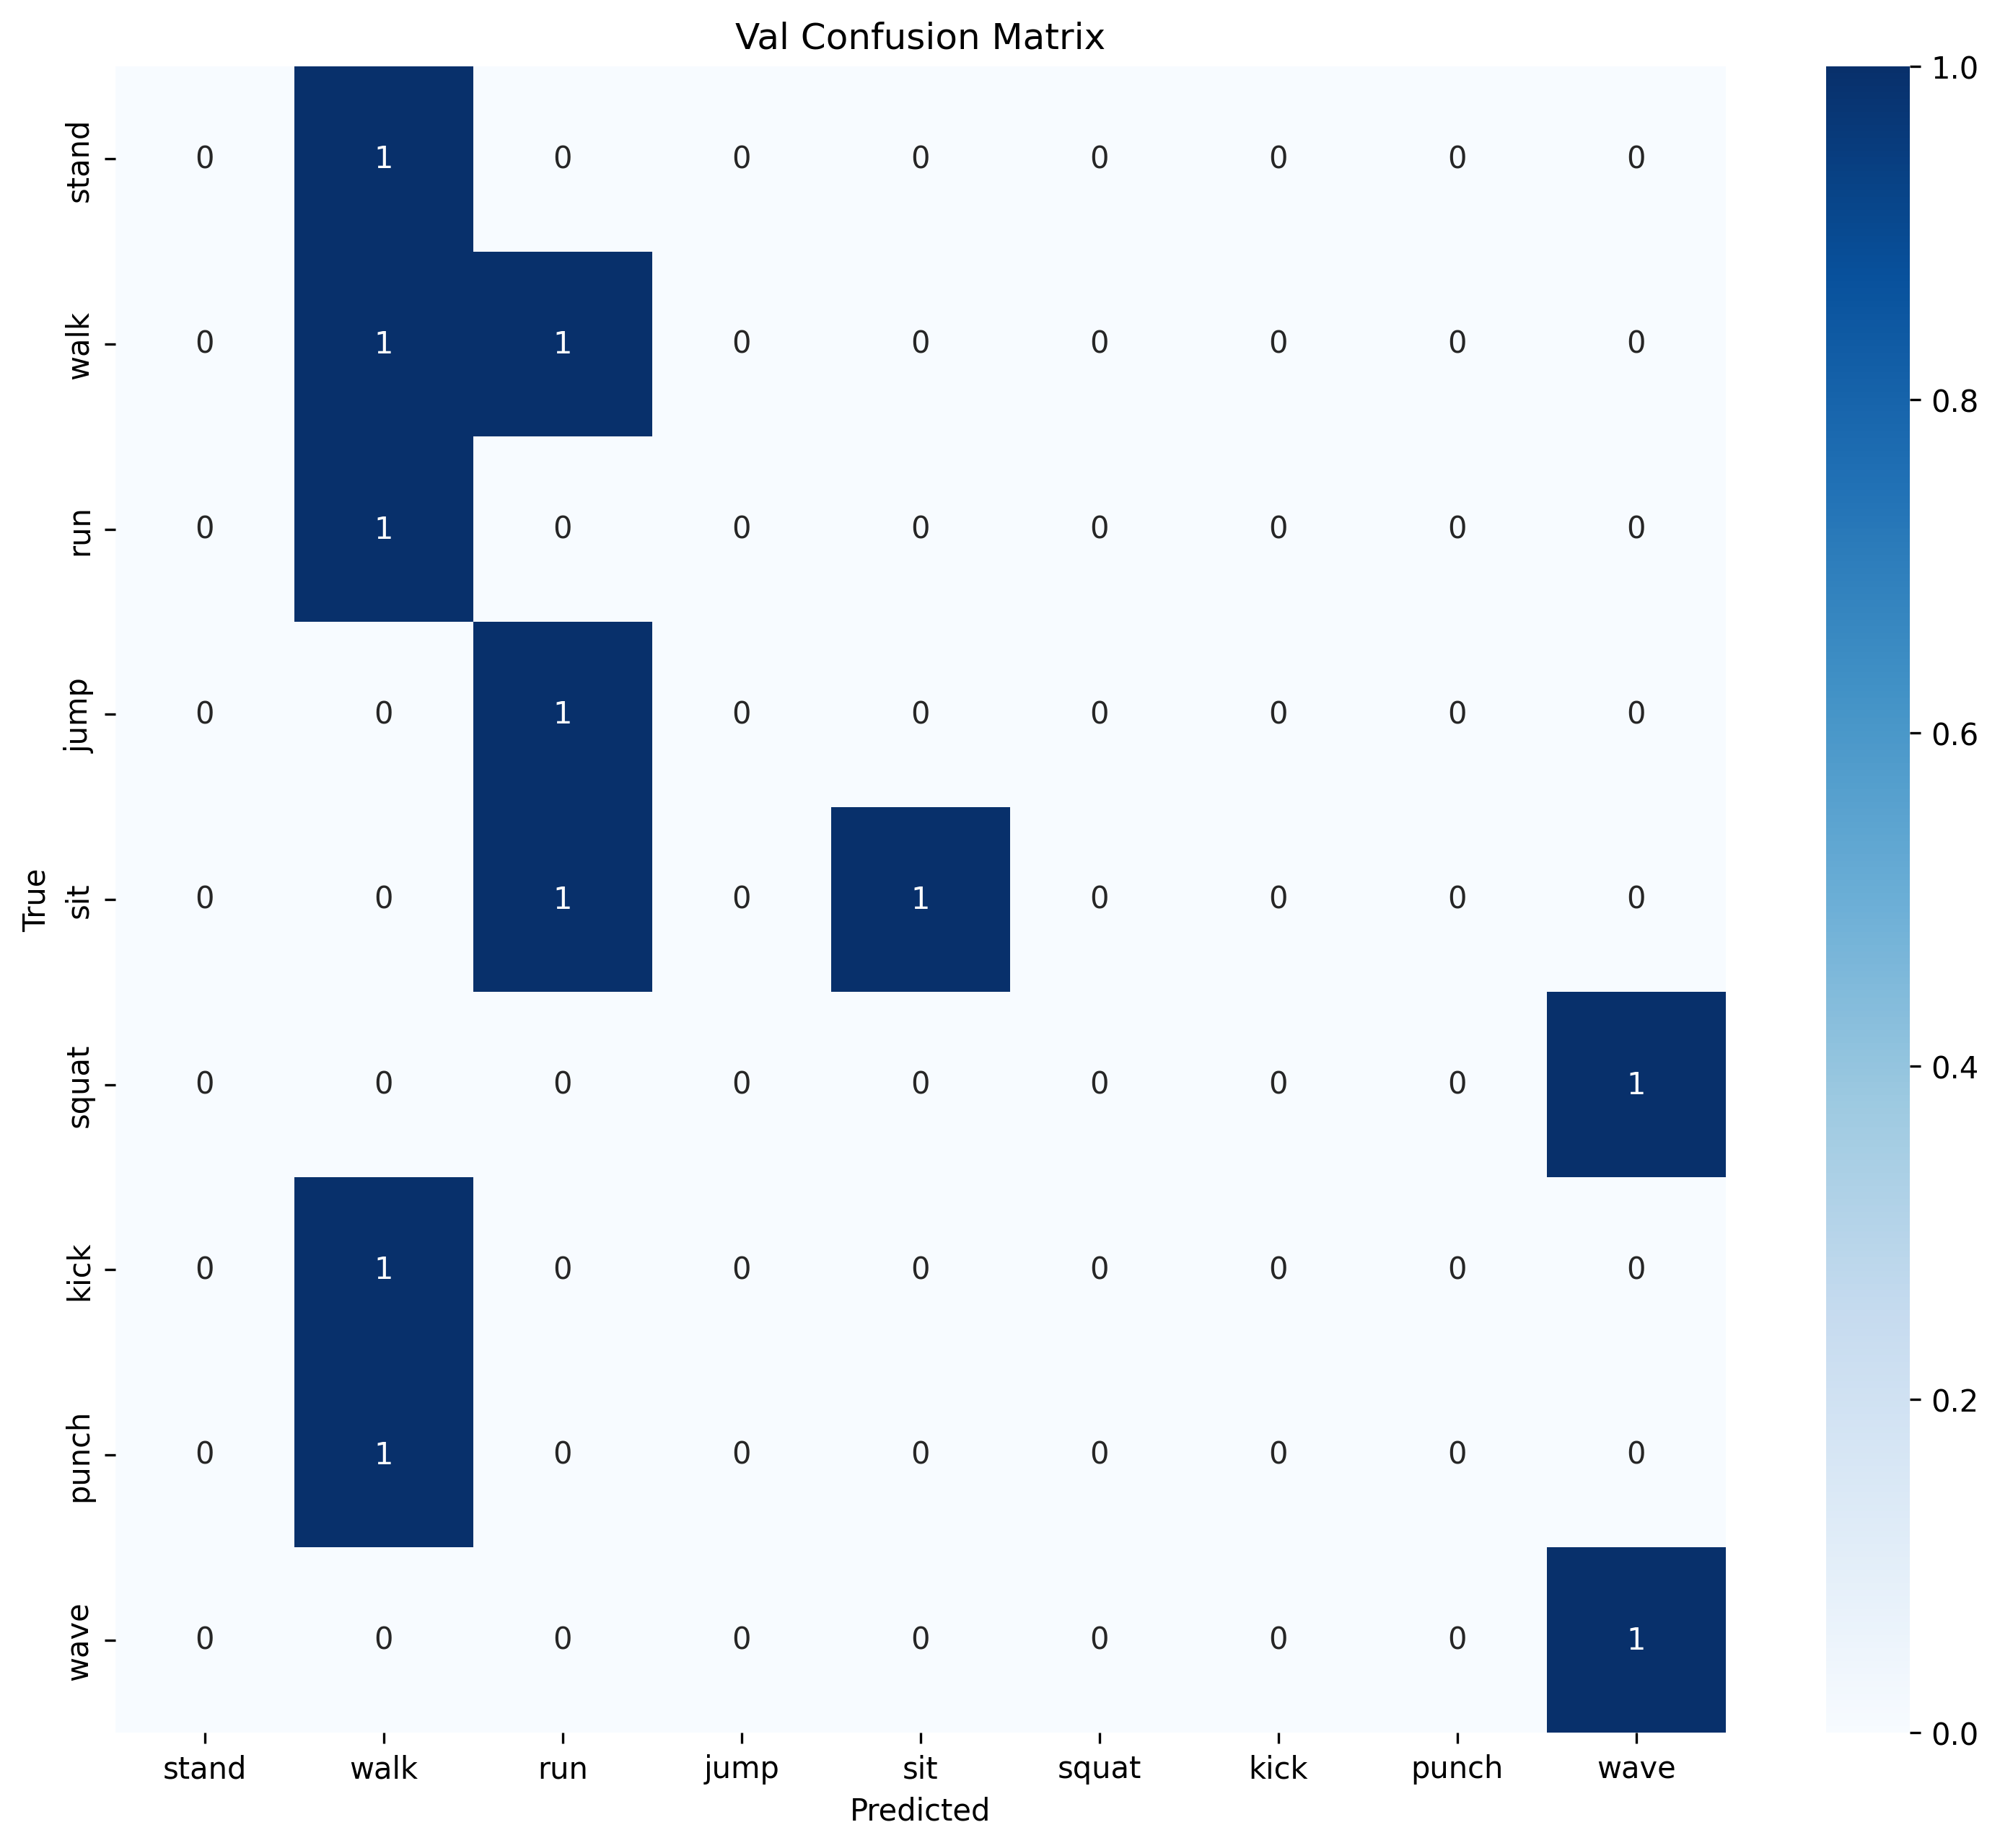 Val Confusion Matrix
True
stand 0 1 0 0 0 0 0 0 0
walk 0 1 1 0 0 0 0 0 0
run 0 1 0 0 0 0 0 0 0
jump 0 0 1 0 0 0 0 0 0
sit 0 0 1 0 1 0 0 0 0
squat 0 0 0 0 0 0 0 0 1
kick 0 1 0 0 0 0 0 0 0
punch 0 1 0 0 0 0 0 0 0
wave 0 0 0 0 0 0 0 0 1
stand walk run jump sit squat kick punch wave
Predicted
1.0
0.8
0.6
0.4
0.2
0.0